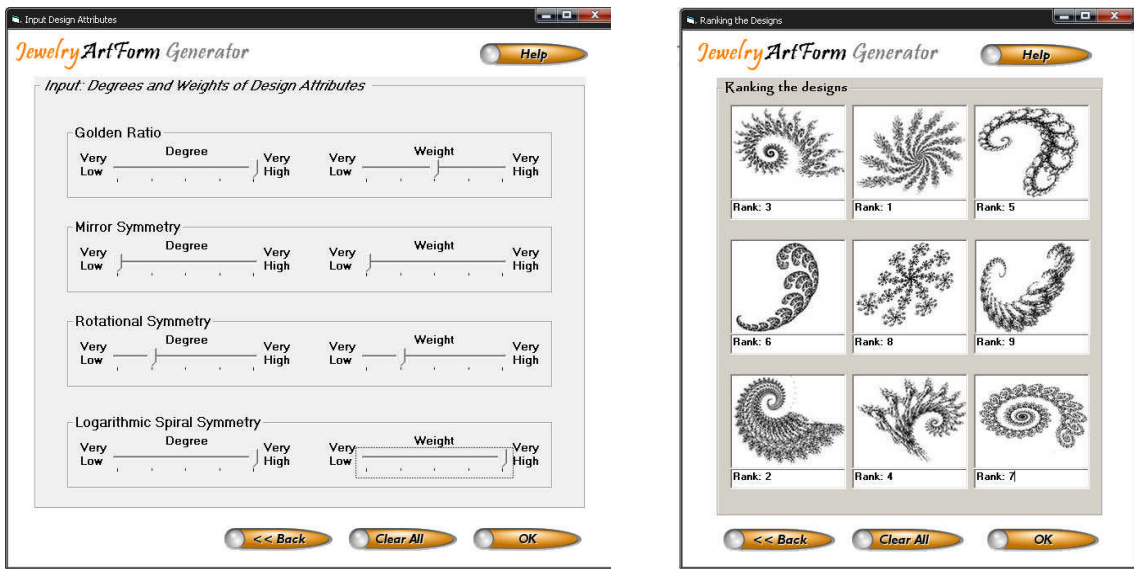 Input Design Attributes
Jewelry ArtForm Generator
Help
Input: Degrees and Weights of Design Attributes
Golden Ratio
Very Low Degree Very High Very Low Weight Very High
Mirror Symmetry
Very Low Degree Very High Very Low Weight Very High
Rotational Symmetry
Very Low Degree Very High Very Low Weight Very High
Logarithmic Spiral Symmetry
Very Low Degree Very High Very Low Weight Very High
<< Back Clear All OK
Ranking the Designs
Jewelry ArtForm Generator
Help
Ranking the designs
Rank: 3 Rank: 1 Rank: 5
Rank: 6 Rank: 8 Rank: 9
Rank: 2 Rank: 4 Rank: 7
<< Back Clear All OK